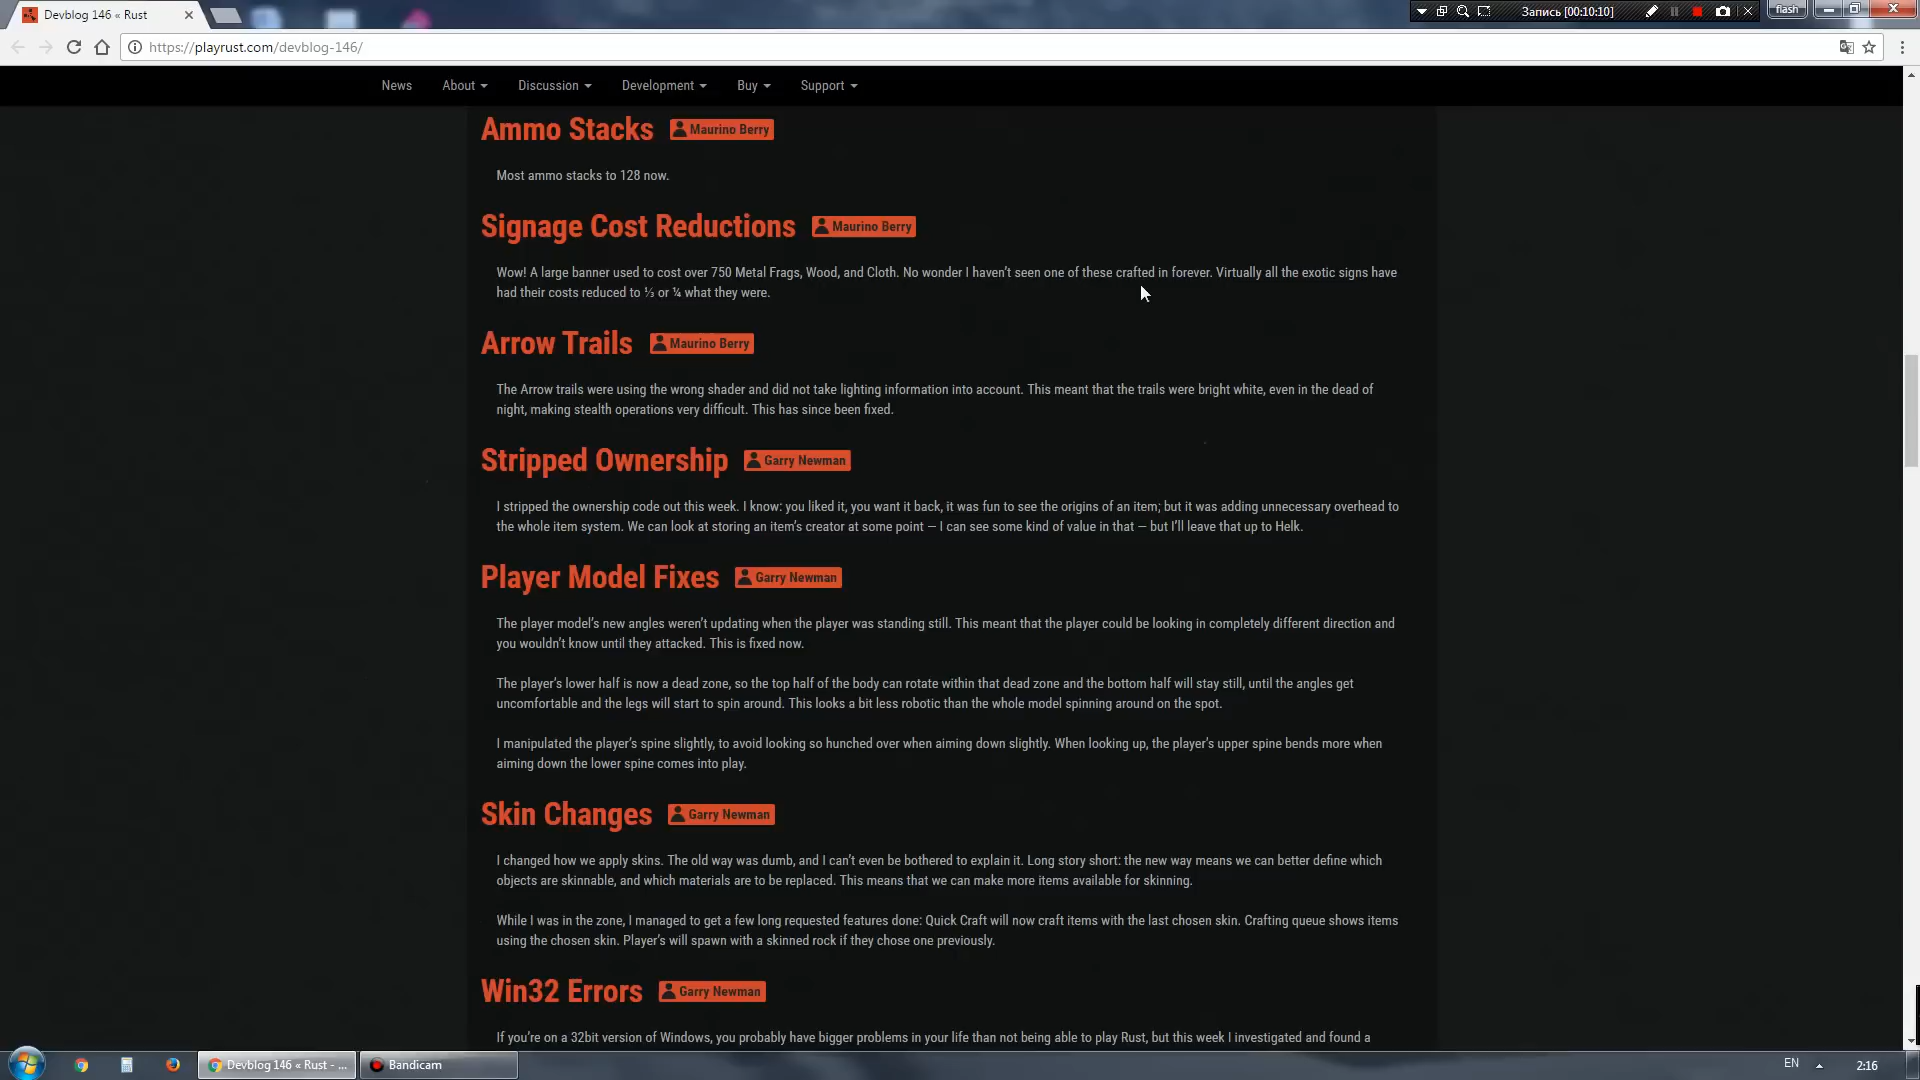 Devblog 146 « Rust
Запись [00:10:10]
flash
https://playrust.com/devblog-146/
News About Discussion Development Buy Support
Ammo Stacks Maurino Berry
Most ammo stacks to 128 now.
Signage Cost Reductions Maurino Berry
Wow! A large banner used to cost over 750 Metal Frags, Wood, and Cloth. No wonder I haven't seen one of these crafted in forever. Virtually all the exotic signs have
had their costs reduced to ⅓ or ¼ what they were.
Arrow Trails Maurino Berry
The Arrow trails were using the wrong shader and did not take lighting information into account. This meant that the trails were bright white, even in the dead of
night, making stealth operations very difficult. This has since been fixed.
Stripped Ownership Garry Newman
I stripped the ownership code out this week. I know: you liked it, you want it back, it was fun to see the origins of an item; but it was adding unnecessary overhead to
the whole item system. We can look at storing an item's creator at some point — I can see some kind of value in that — but I'll leave that up to Helk.
Player Model Fixes Garry Newman
The player model's new angles weren't updating when the player was standing still. This meant that the player could be looking in completely different direction and
you wouldn't know until they attacked. This is fixed now.
The player's lower half is now a dead zone, so the top half of the body can rotate within that dead zone and the bottom half will stay still, until the angles get
uncomfortable and the legs will start to spin around. This looks a bit less robotic than the whole model spinning around on the spot.
I manipulated the player's spine slightly, to avoid looking so hunched over when aiming down slightly. When looking up, the player's upper spine bends more when
aiming down the lower spine comes into play.
Skin Changes Garry Newman
I changed how we apply skins. The old way was dumb, and I can't even be bothered to explain it. Long story short: the new way means we can better define which
objects are skinnable, and which materials are to be replaced. This means that we can make more items available for skinning.
While I was in the zone, I managed to get a few long requested features done: Quick Craft will now craft items with the last chosen skin. Crafting queue shows items
using the chosen skin. Player's will spawn with a skinned rock if they chose one previously.
Win32 Errors Garry Newman
If you're on a 32bit version of Windows, you probably have bigger problems in your life than not being able to play Rust, but this week I investigated and found a
Devblog 146 « Rust - ...
Bandicam
EN
2:16